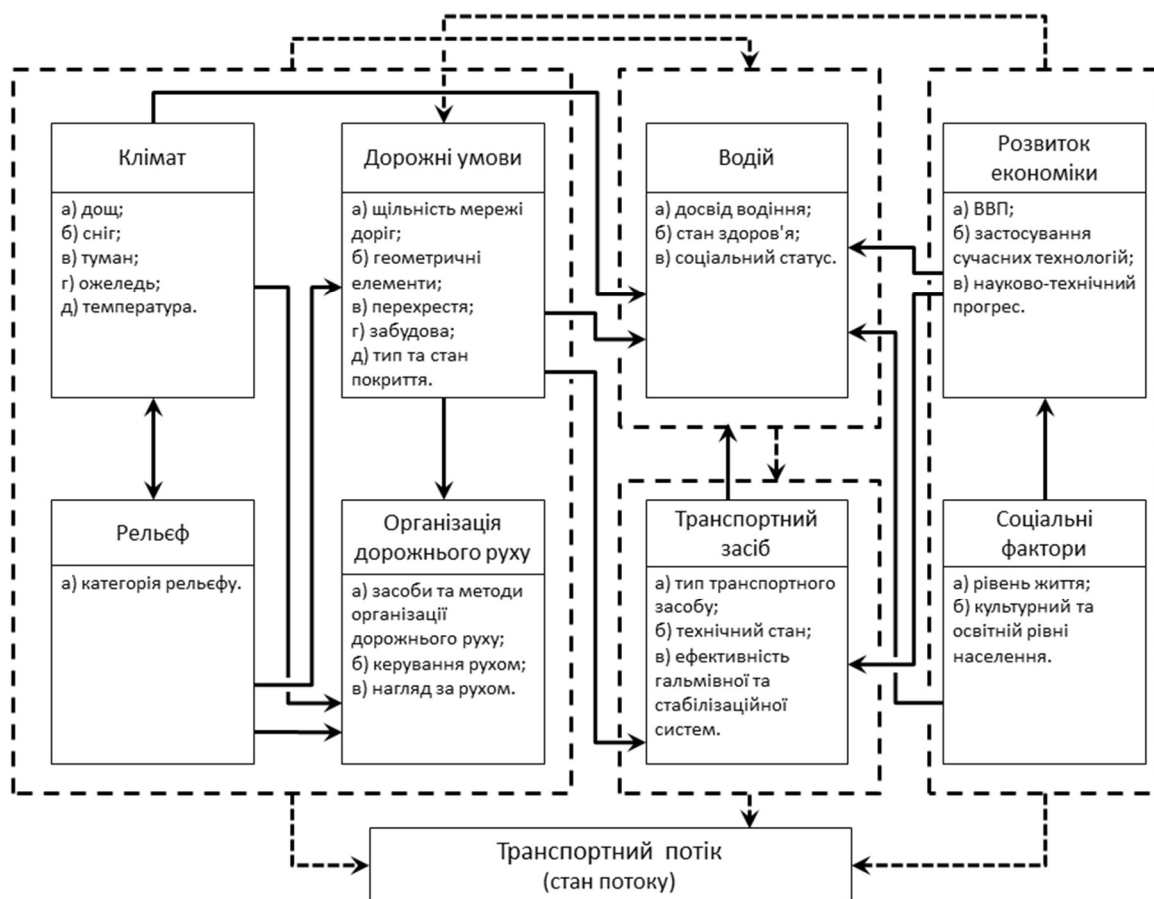 Клімат
а) дощ;
б) сніг;
в) туман;
г) ожеледь;
д) температура.
Дорожні умови
а) щільність мережі
доріг;
б) геометричні
елементи;
в) перехрестя;
г) забудова;
д) тип та стан
покриття.
Водій
а) досвід водіння;
б) стан здоров'я;
в) соціальний статус.
Розвиток
економіки
а) ВВП;
б) застосування
сучасних технологій;
в) науково-технічний
прогрес.
Рельєф
а) категорія рельєфу.
Організація
дорожнього руху
а) засоби та методи
організації
дорожнього руху;
б) керування рухом;
в) нагляд за рухом.
Транспортний
засіб
а) тип транспортного
засобу;
б) технічний стан;
в) ефективність
гальмівної та
стабілізаційної
систем.
Соціальні
фактори
а) рівень життя;
б) культурний та
освітній рівні
населення.
Транспортний потік
(стан потоку)